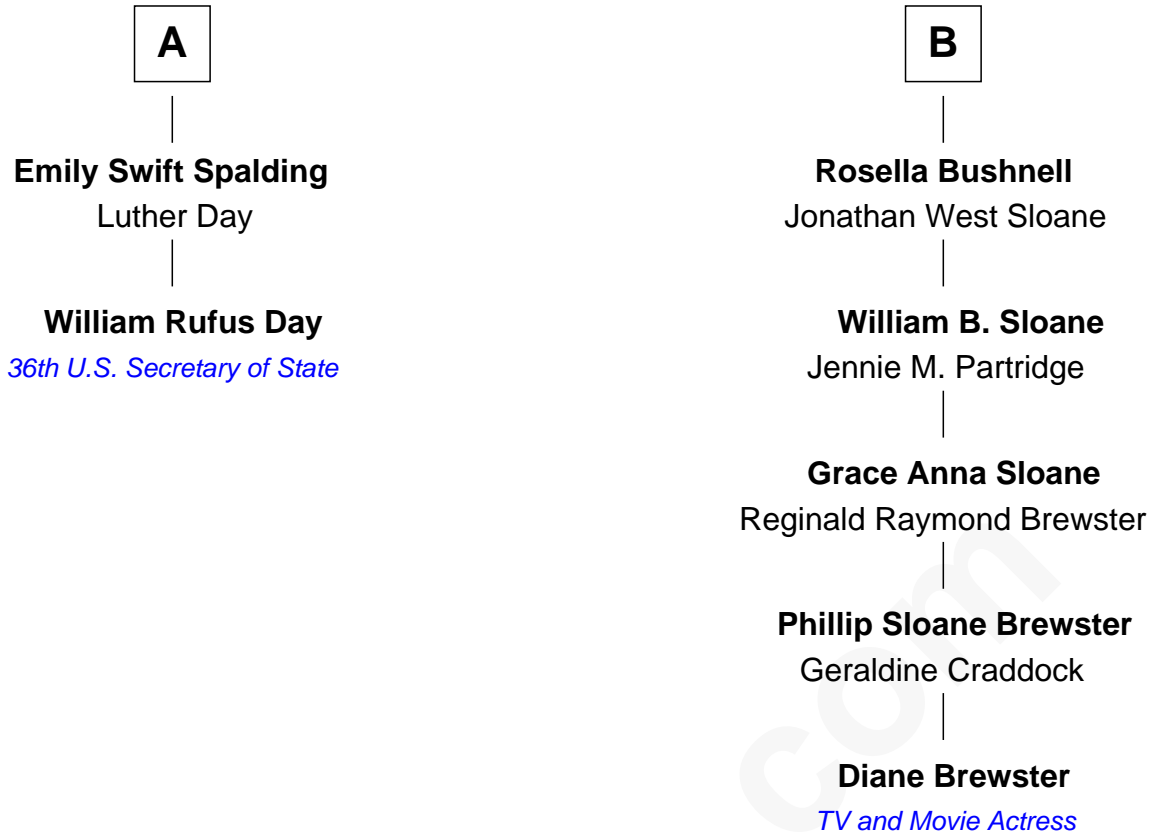 A
Emily Swift Spalding
Luther Day
William Rufus Day
36th U.S. Secretary of State
B
Rosella Bushnell
Jonathan West Sloane
William B. Sloane
Jennie M. Partridge
Grace Anna Sloane
Reginald Raymond Brewster
Phillip Sloane Brewster
Geraldine Craddock
Diane Brewster
TV and Movie Actress
com